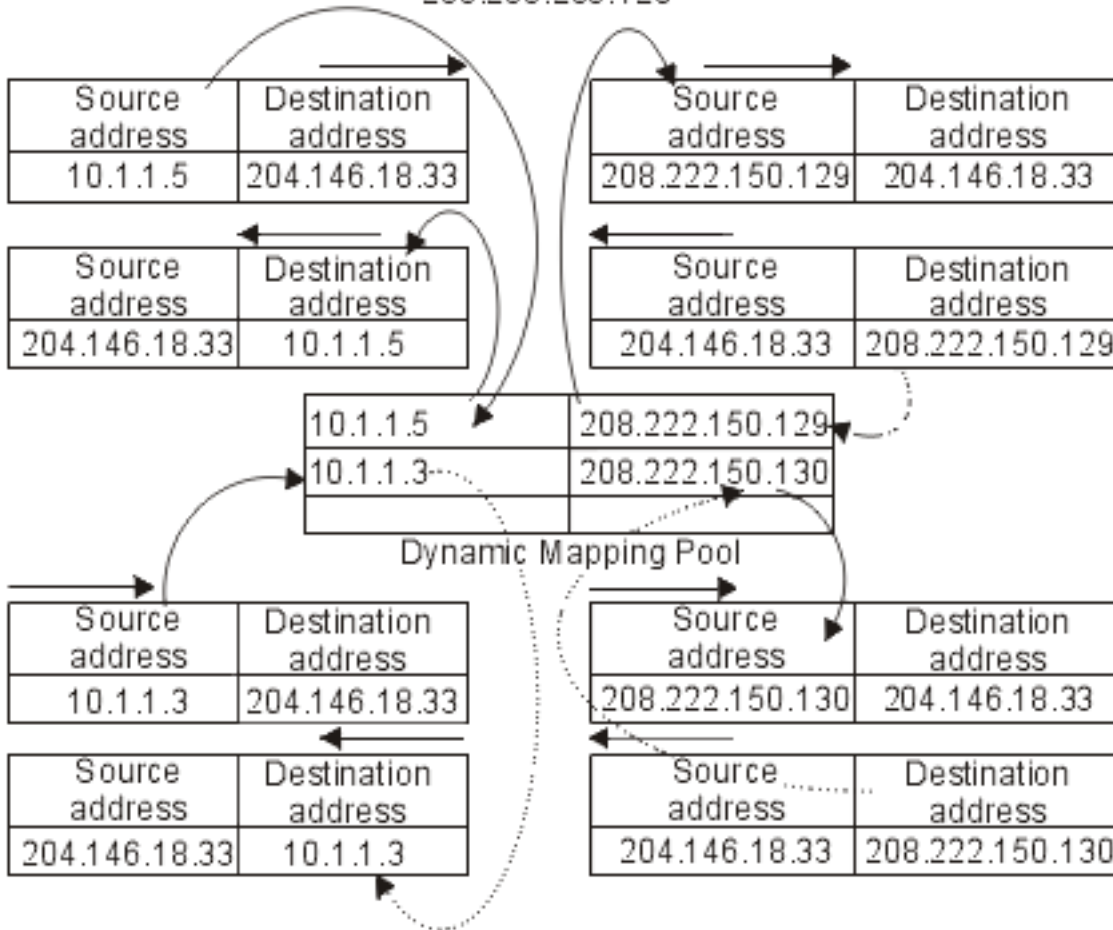 Source address Destination address
10.1.1.5 204.146.18.33
Source address Destination address
208.222.150.129 204.146.18.33
Source address Destination address
204.146.18.33 10.1.1.5
Source address Destination address
204.146.18.33 208.222.150.129
10.1.1.5 208.222.150.129
10.1.1.3 208.222.150.130
Dynamic Mapping Pool
Source address Destination address
10.1.1.3 204.146.18.33
Source address Destination address
208.222.150.130 204.146.18.33
Source address Destination address
204.146.18.33 10.1.1.3
Source address Destination address
204.146.18.33 208.222.150.130